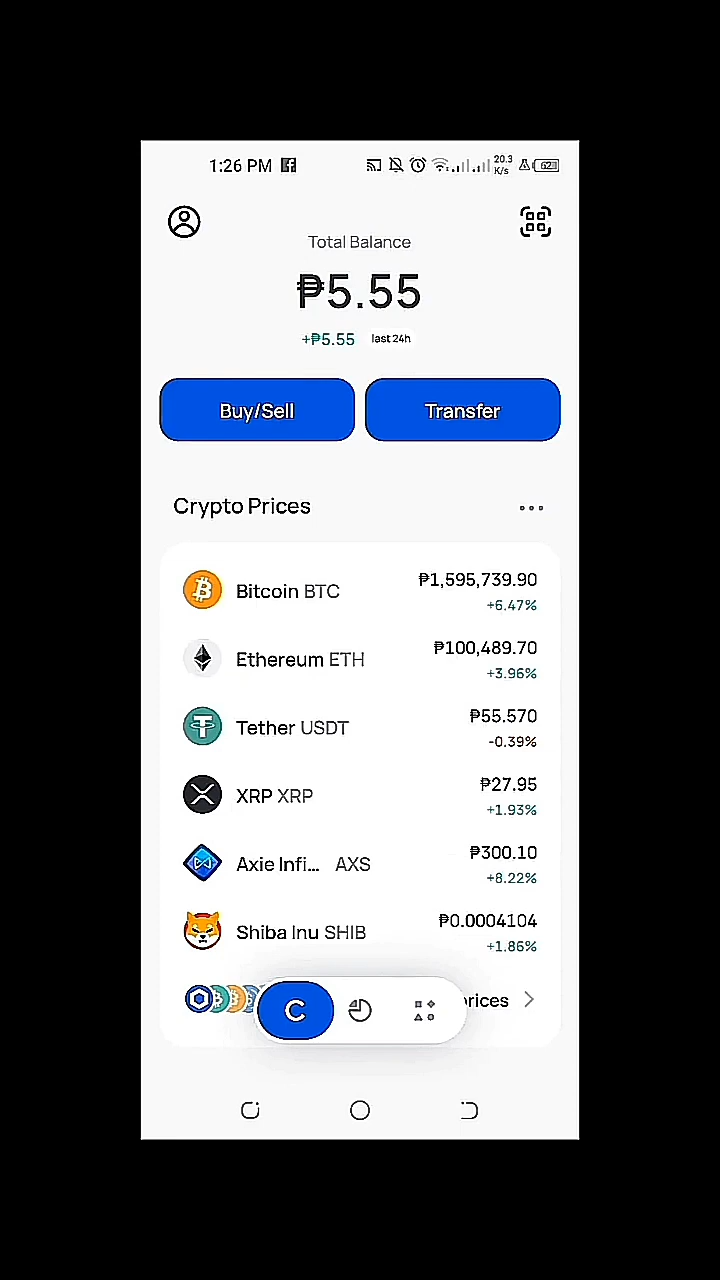 1:26 PM
20.3
K/s
62
Total Balance
₱5.55
+₱5.55 last 24h
Buy/Sell
Transfer
Crypto Prices
Bitcoin BTC
₱1,595,739.90
+6.47%
Ethereum ETH
₱100,489.70
+3.96%
Tether USDT
₱55.570
-0.39%
XRP XRP
₱27.95
+1.93%
Axie Infi... AXS
₱300.10
+8.22%
Shiba Inu SHIB
₱0.0004104
+1.86%
rices
C